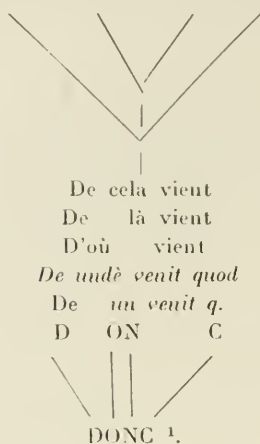 De cela vient
De là vient
D'où vient
De undè venit quod
De un venit q.
D ON C
DONC ¹.